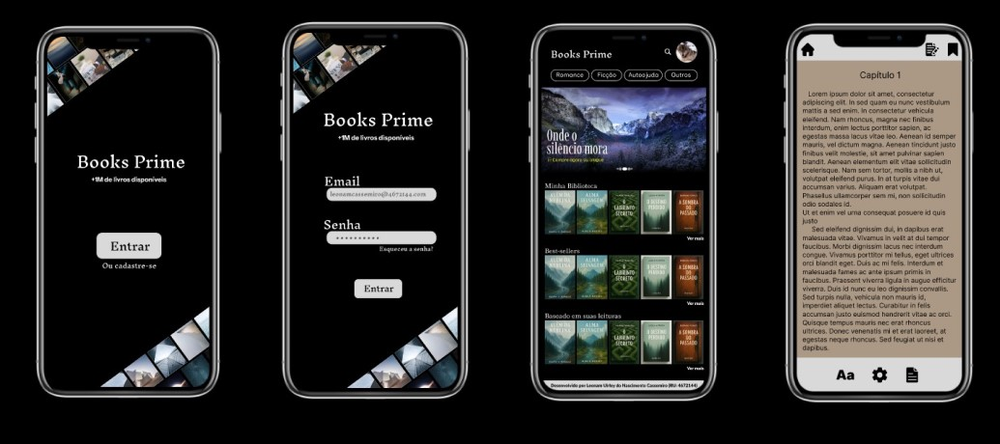 Books Prime
+1M de livros disponíveis
Entrar
Ou cadastre-se
Books Prime
+1M de livros disponíveis
Email
leonamcassemiro@4672144.com
Senha
Esqueceu a senha?
Entrar
Books Prime
Romance
Ficção
Autoajuda
Outros
Onde o
silêncio mora
Compre agora ou alugue
Minha Biblioteca
ALMA
SELVAGEM
O
LABIRINTO
SECRETO
O DESTINO
PERDIDO
A SOMBRA
DO
PASSADO
Ver mais
Best-sellers
ALMA
SELVAGEM
O
LABIRINTO
SECRETO
O DESTINO
PERDIDO
A SOMBRA
DO
PASSADO
Ver mais
Baseado em suas leituras
ALMA
SELVAGEM
O
LABIRINTO
SECRETO
O DESTINO
PERDIDO
A SOMBRA
DO
PASSADO
Ver mais
Desenvolvido por Leonam Ulrley do Nascimento Cassemiro (RU: 4672144)
Capítulo 1
Lorem ipsum dolor sit amet, consectetur
adipiscing elit. In sed quam eu nunc vestibulum
mattis a sed enim. In consectetur vehicula
eleifend. Nam rhoncus, magna nec finibus
interdum, enim lectus porttitor sapien, ac
egestas massa lacus vitae leo. Aenean id semper
mauris, vel dictum magna. Aenean tincidunt justo
finibus velit molestie, sit amet pulvinar sapien
blandit. Aenean elementum elit vitae sollicitudin
scelerisque. Nam sem tortor, mollis a nibh ut,
volutpat eleifend purus. In at turpis vitae dui
accumsan varius. Aliquam erat volutpat.
Phasellus ullamcorper sem mi, non sollicitudin
odio sodales id.
Ut et enim vel urna consequat posuere id quis
justo
Sed eleifend dignissim dui, in dapibus erat
malesuada vitae. Vivamus in velit at dui tempor
faucibus. Morbi dignissim lacus nec interdum
congue. Vivamus porttitor mi tellus, eget ultrices
orci blandit eget. Duis ac mi felis. Interdum et
malesuada fames ac ante ipsum primis in
faucibus. Praesent viverra ligula in augue efficitur
viverra. Duis id nunc eu leo dignissim convallis.
Sed turpis nulla, vehicula non mauris id,
imperdiet aliquet lectus. Curabitur in felis
accumsan justo euismod hendrerit vitae ac orci.
Quisque tempus mauris nec erat rhoncus
ultrices. Donec venenatis mi et erat laoreet, at
egestas neque rhoncus. Sed feugiat ut nisi et
dapibus.
Aa